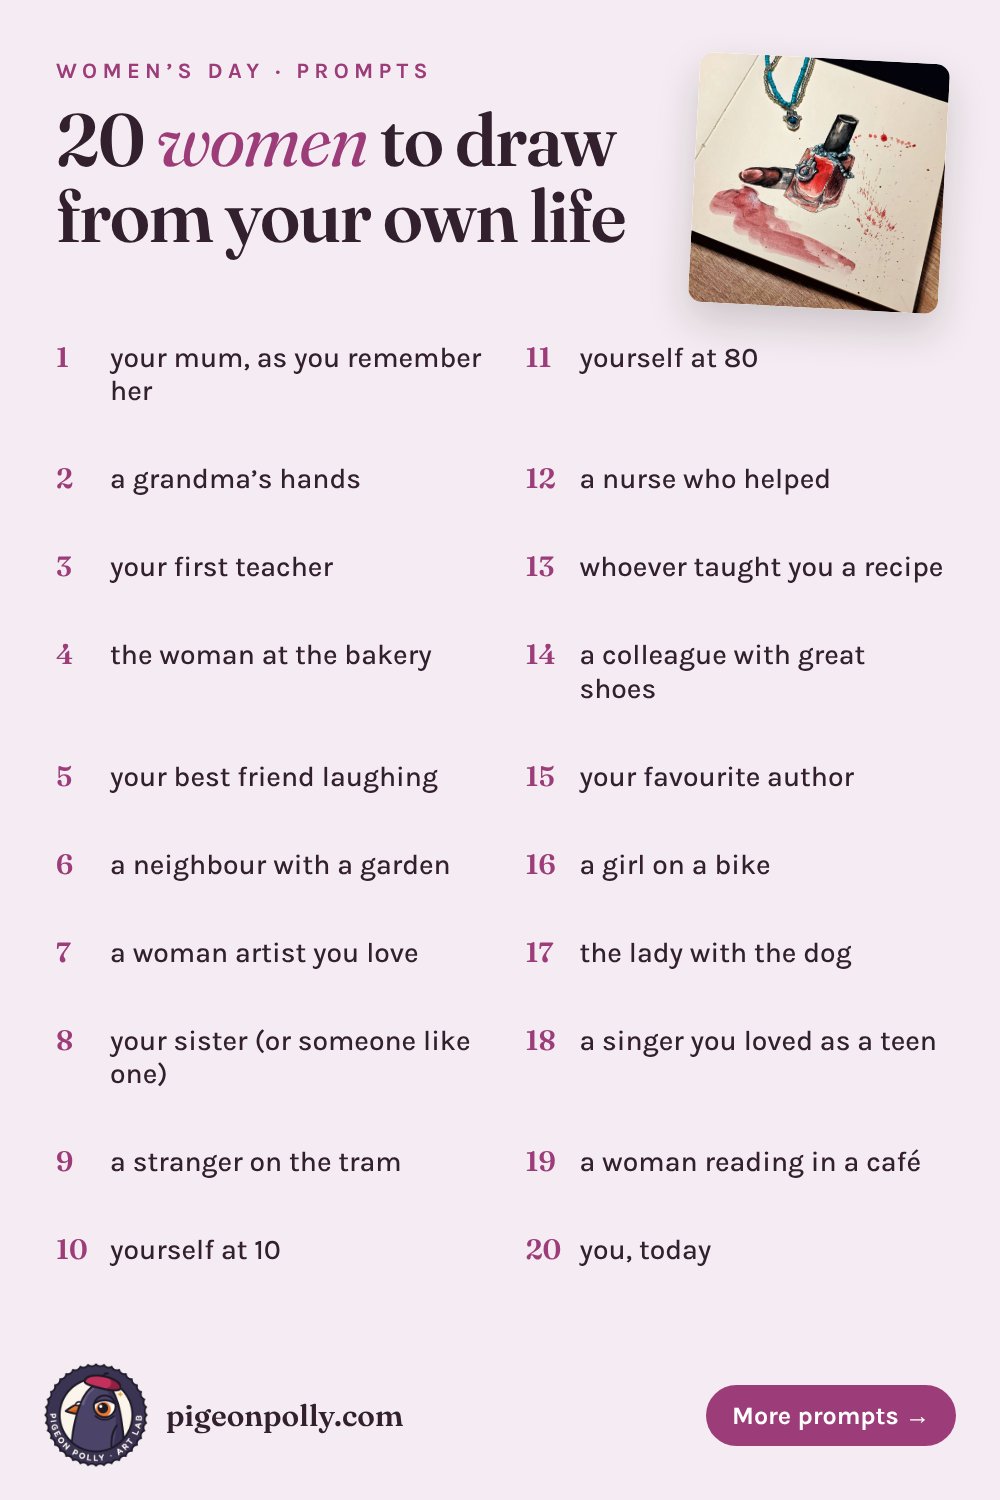 WOMEN’S DAY · PROMPTS
20 women to draw
from your own life
1 your mum, as you remember
her
2 a grandma’s hands
3 your first teacher
4 the woman at the bakery
5 your best friend laughing
6 a neighbour with a garden
7 a woman artist you love
8 your sister (or someone like
one)
9 a stranger on the tram
10 yourself at 10
11 yourself at 80
12 a nurse who helped
13 whoever taught you a recipe
14 a colleague with great
shoes
15 your favourite author
16 a girl on a bike
17 the lady with the dog
18 a singer you loved as a teen
19 a woman reading in a café
20 you, today
PIGEON POLLY · ART LAB
pigeonpolly.com
More prompts →